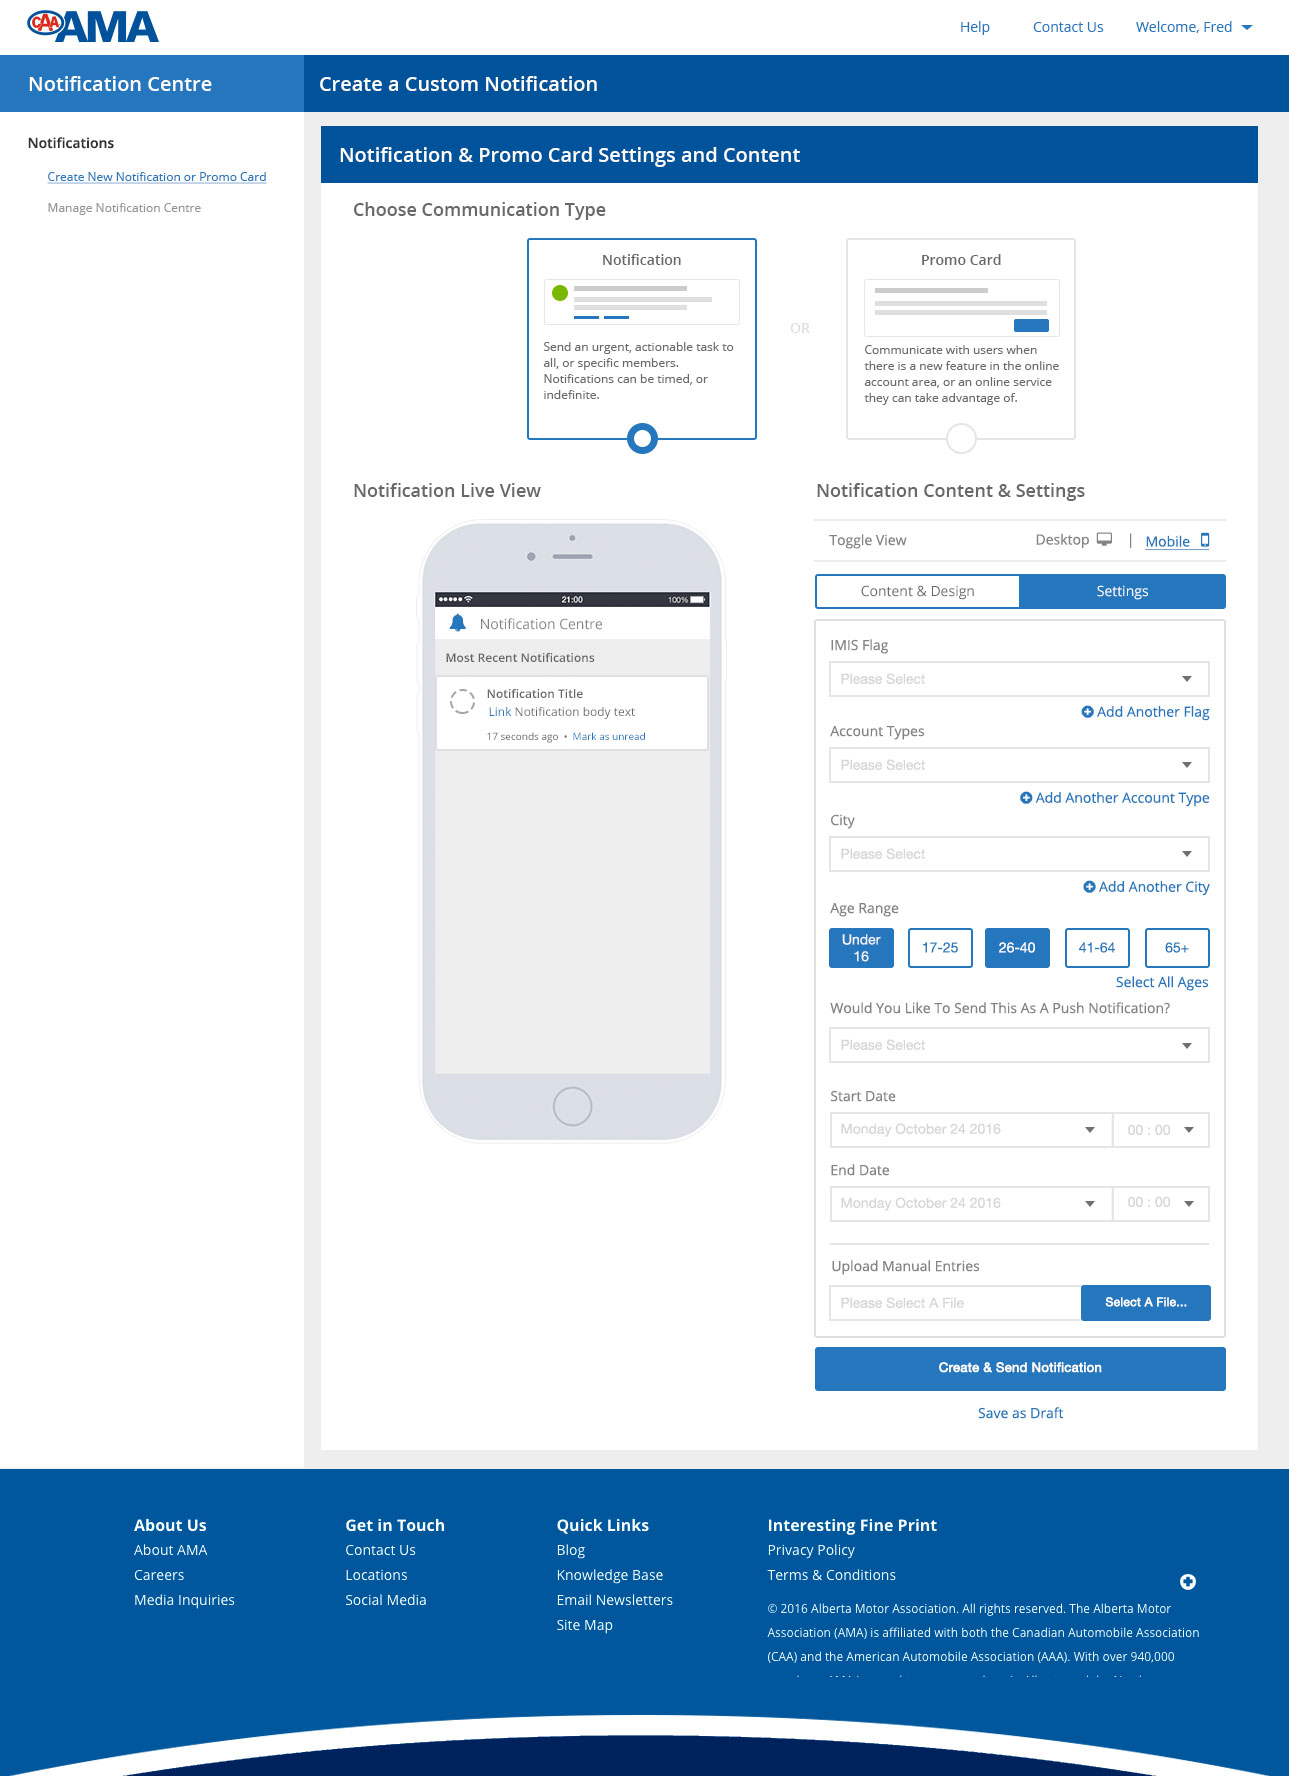 CAA AMA
Help
Contact Us
Welcome, Fred
Notification Centre
Create a Custom Notification
Notifications
Create New Notification or Promo Card
Manage Notification Centre
Notification & Promo Card Settings and Content
Choose Communication Type
Notification
Send an urgent, actionable task to
all, or specific members.
Notifications can be timed, or
indefinite.
OR
Promo Card
Communicate with users when
there is a new feature in the online
account area, or an online service
they can take advantage of.
Notification Live View
21:00
100%
Notification Centre
Most Recent Notifications
Notification Title
Link Notification body text
17 seconds ago • Mark as unread
Notification Content & Settings
Toggle View
Desktop | Mobile
Content & Design
Settings
IMIS Flag
Please Select
Add Another Flag
Account Types
Please Select
Add Another Account Type
City
Please Select
Add Another City
Age Range
Under
16
17-25
26-40
41-64
65+
Select All Ages
Would You Like To Send This As A Push Notification?
Please Select
Start Date
Monday October 24 2016
00 : 00
End Date
Monday October 24 2016
00 : 00
Upload Manual Entries
Please Select A File
Select A File...
Create & Send Notification
Save as Draft
About Us
About AMA
Careers
Media Inquiries
Get in Touch
Contact Us
Locations
Social Media
Quick Links
Blog
Knowledge Base
Email Newsletters
Site Map
Interesting Fine Print
Privacy Policy
Terms & Conditions
© 2016 Alberta Motor Association. All rights reserved. The Alberta Motor
Association (AMA) is affiliated with both the Canadian Automobile Association
(CAA) and the American Automobile Association (AAA). With over 940,000